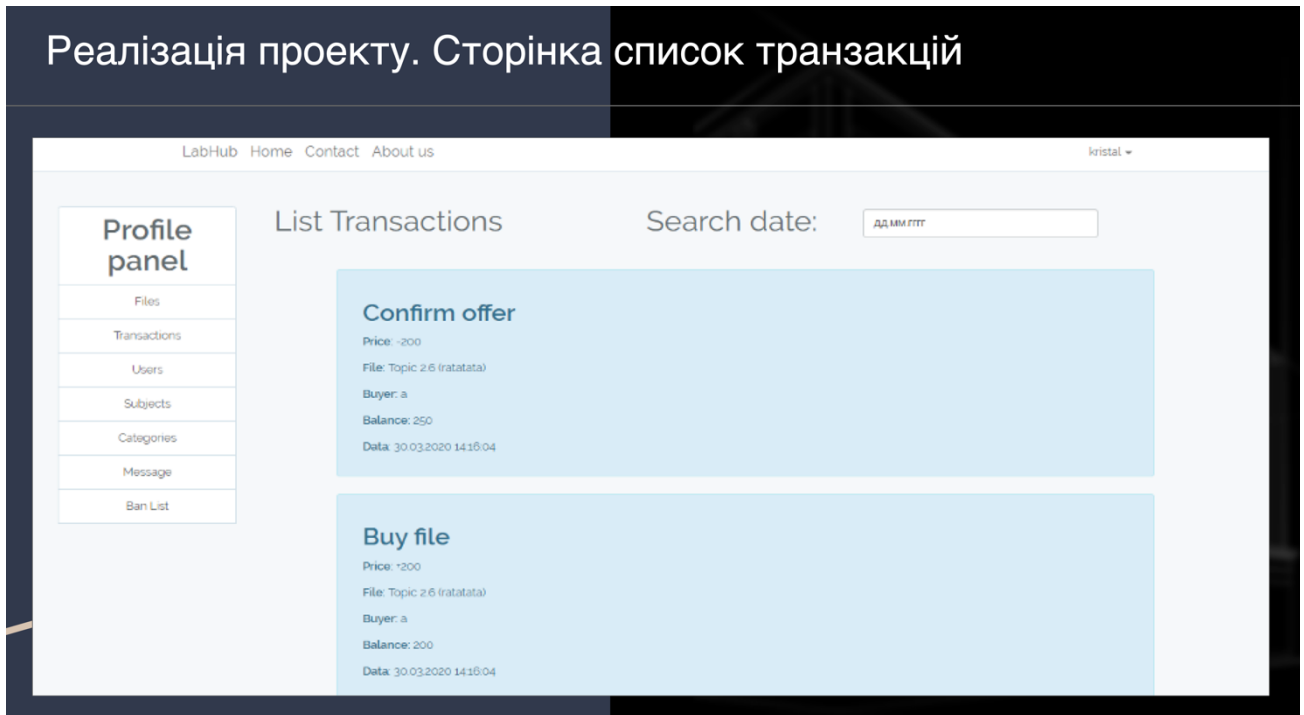 Реалізація проекту. Сторінка список транзакцій
LabHub Home Contact About us
kristal
Profile
panel
Files
Transactions
Users
Subjects
Categories
Message
Ban List
List Transactions
Search date:
дд.мм.гггг
Confirm offer
Price: -200
File: Topic 2.6 (ratatata)
Buyer: a
Balance: 250
Data: 30.03.2020 14:16:04
Buy file
Price: +200
File: Topic 2.6 (ratatata)
Buyer: a
Balance: 200
Data: 30.03.2020 14:16:04